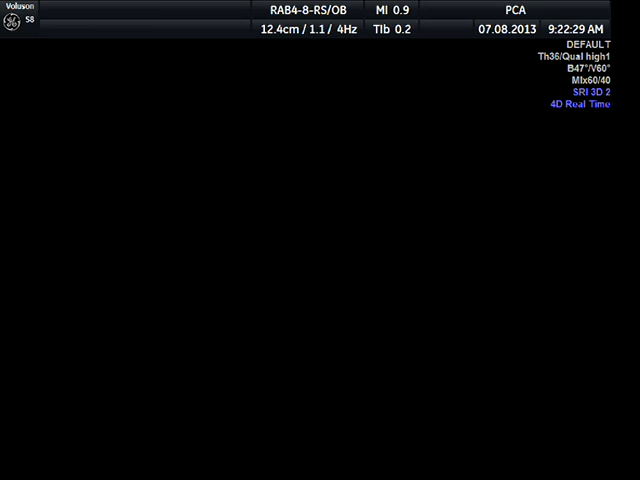 Voluson
S8
RAB4-8-RS/OB MI 0.9 PCA
12.4cm / 1.1 / 4Hz TIb 0.2 07.08.2013 9:22:29 AM
DEFAULT
Th36/Qual high1
B47°/V60°
Mix60/40
SRI 3D 2
4D Real Time